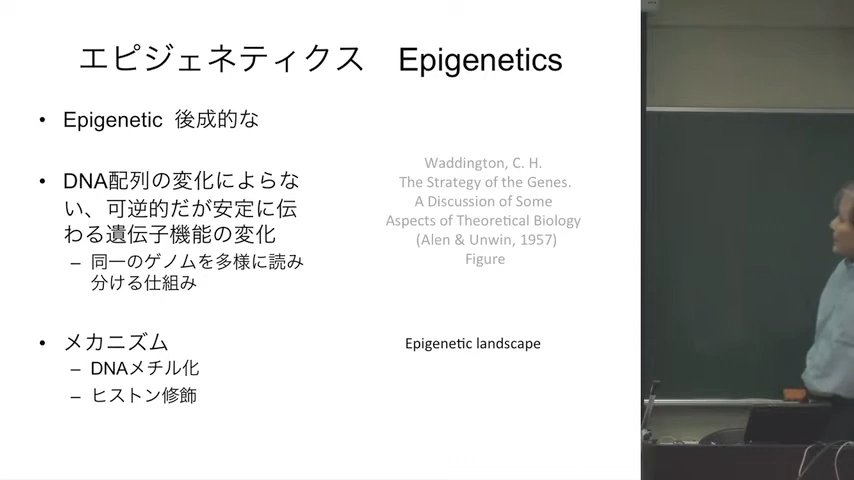 エピジェネティクス Epigenetics
• Epigenetic 後成的な
• DNA配列の変化によらな
い、可逆的だが安定に伝
わる遺伝子機能の変化
– 同一のゲノムを多様に読み
分ける仕組み
• メカニズム
– DNAメチル化
– ヒストン修飾
Waddington, C. H.
The Strategy of the Genes.
A Discussion of Some
Aspects of Theoretical Biology
(Alen & Unwin, 1957)
Figure
Epigenetic landscape